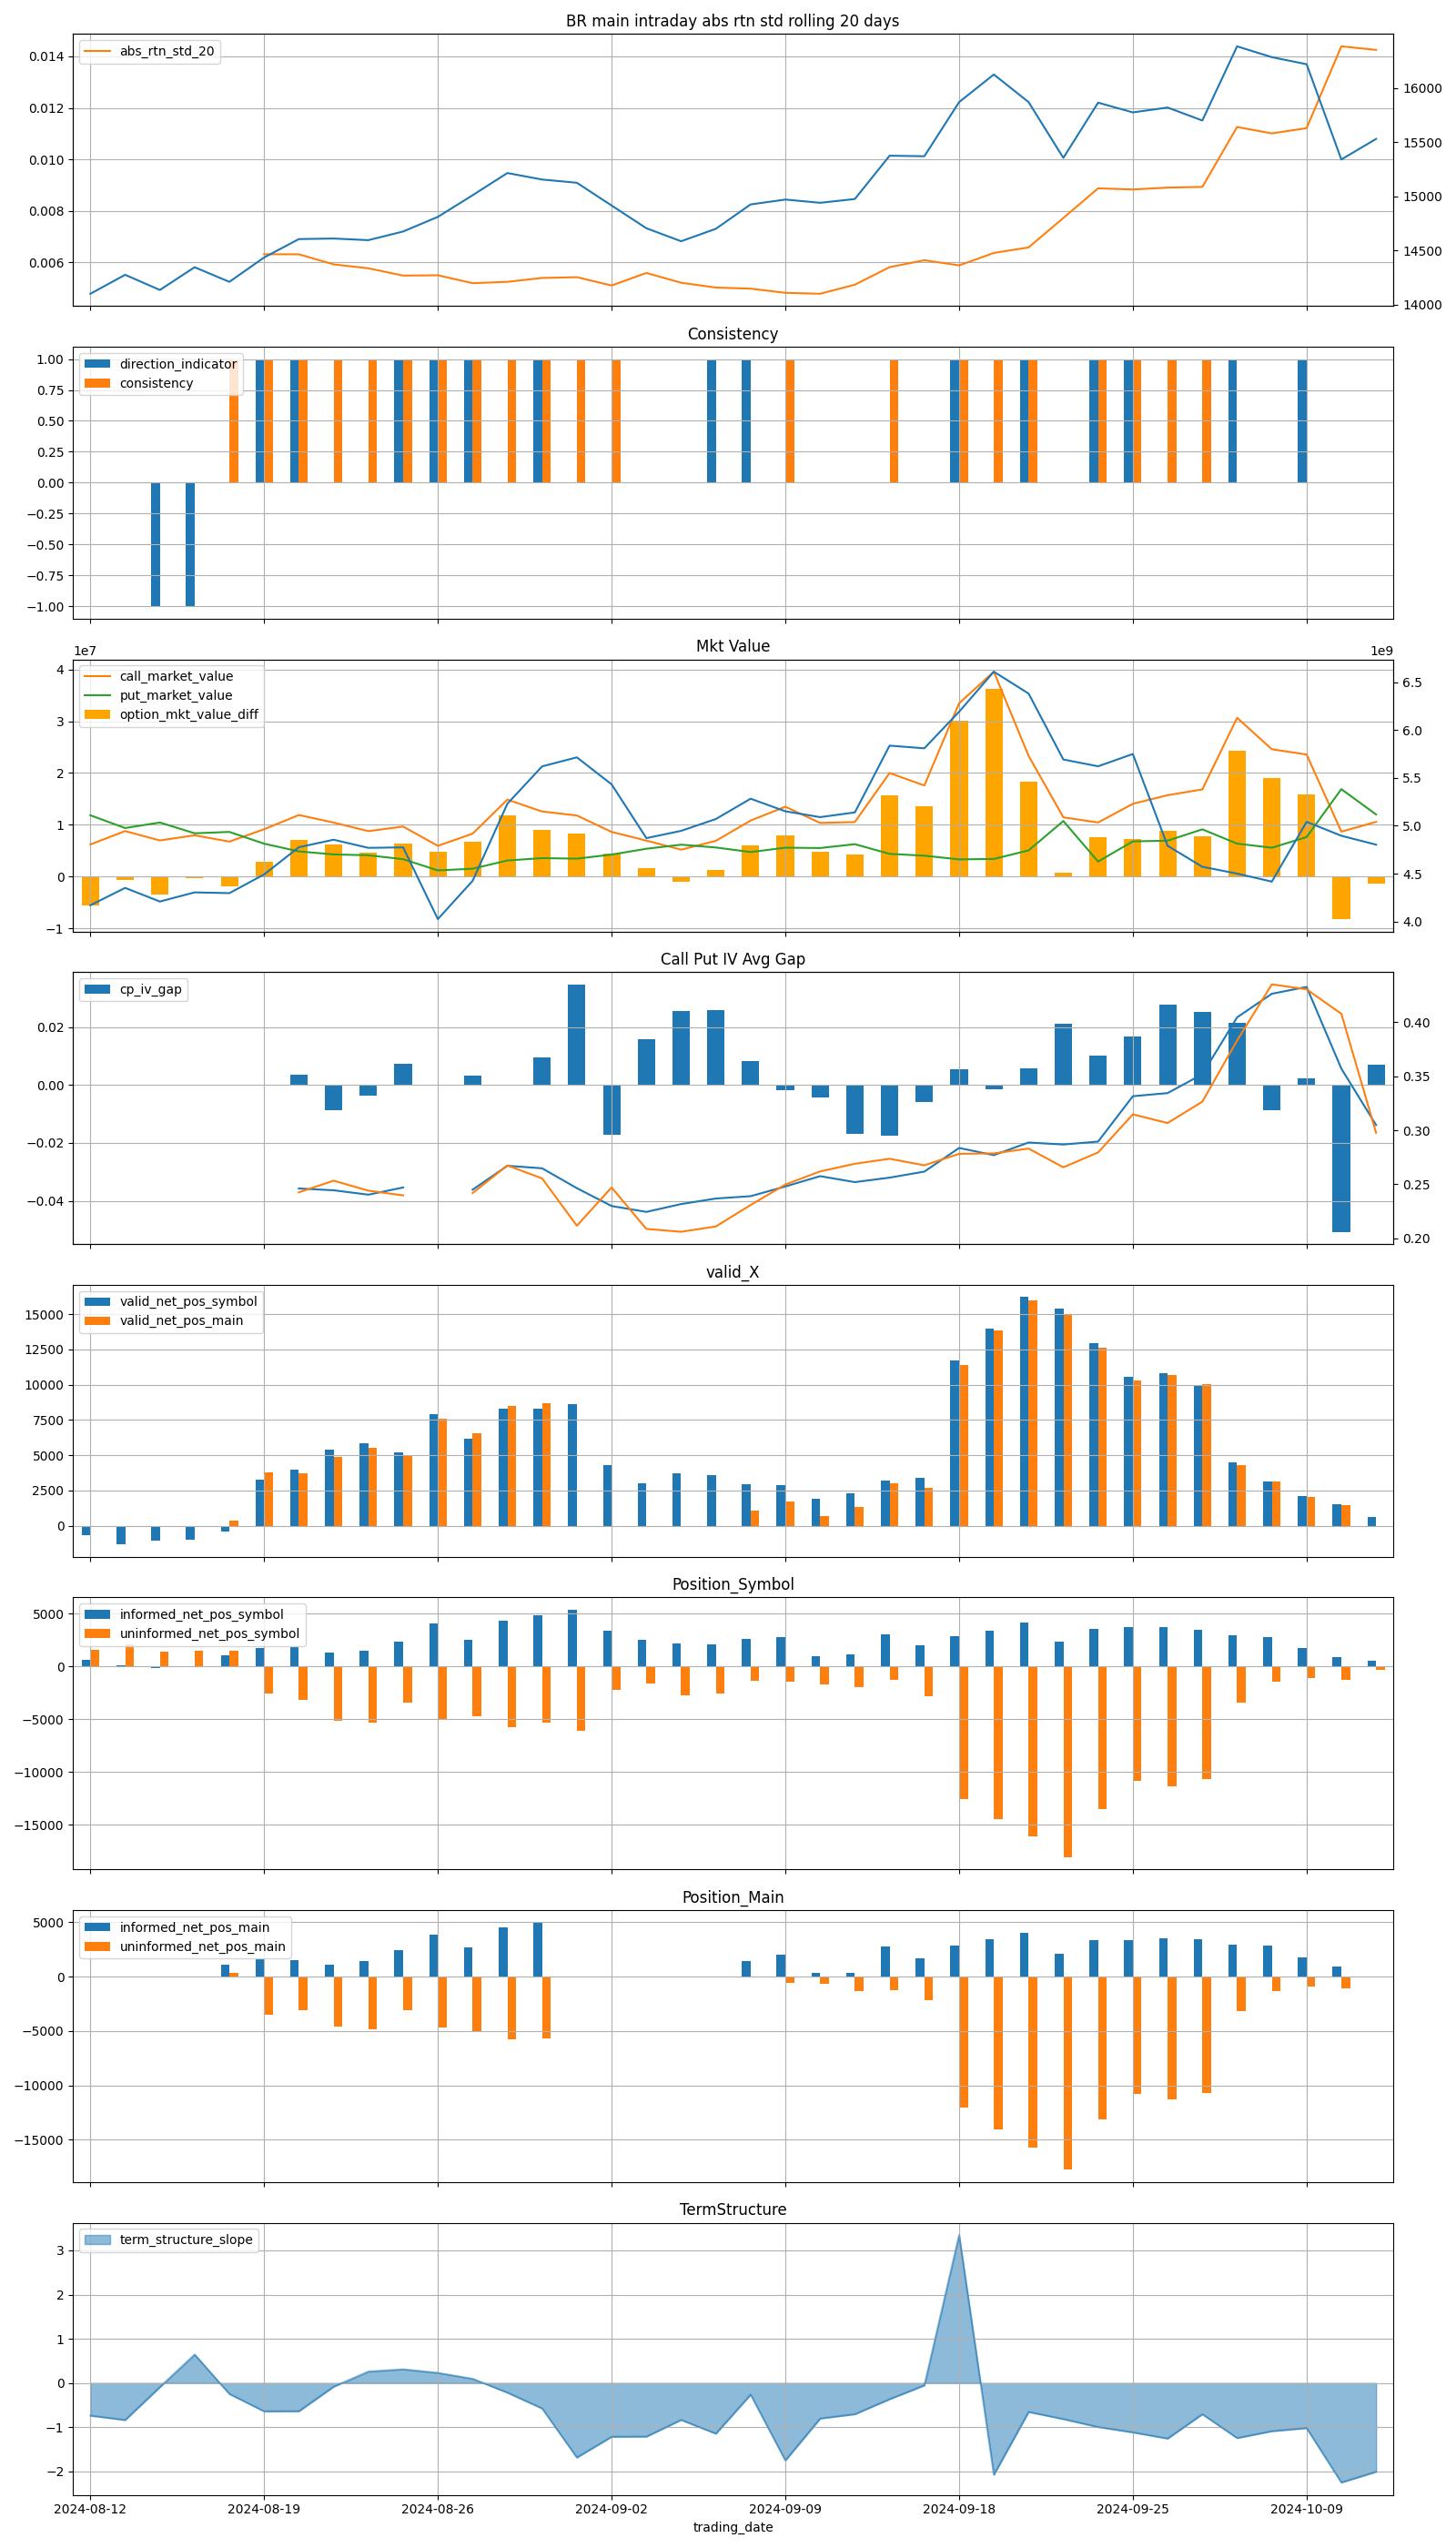 BR main intraday abs rtn std rolling 20 days
abs_rtn_std_20
0.014
0.012
0.010
0.008
0.006
16000
15500
15000
14500
14000
Consistency
direction_indicator
consistency
1.00
0.75
0.50
0.25
0.00
−0.25
−0.50
−0.75
−1.00
Mkt Value
1e7
1e9
call_market_value
put_market_value
option_mkt_value_diff
4
3
2
1
0
−1
6.5
6.0
5.5
5.0
4.5
4.0
Call Put IV Avg Gap
cp_iv_gap
0.02
0.00
−0.02
−0.04
0.40
0.35
0.30
0.25
0.20
valid_X
valid_net_pos_symbol
valid_net_pos_main
15000
12500
10000
7500
5000
2500
0
Position_Symbol
informed_net_pos_symbol
uninformed_net_pos_symbol
5000
0
−5000
−10000
−15000
Position_Main
informed_net_pos_main
uninformed_net_pos_main
5000
0
−5000
−10000
−15000
TermStructure
term_structure_slope
3
2
1
0
−1
−2
2024-08-12 2024-08-19 2024-08-26 2024-09-02 2024-09-09 2024-09-18 2024-09-25 2024-10-09
trading_date